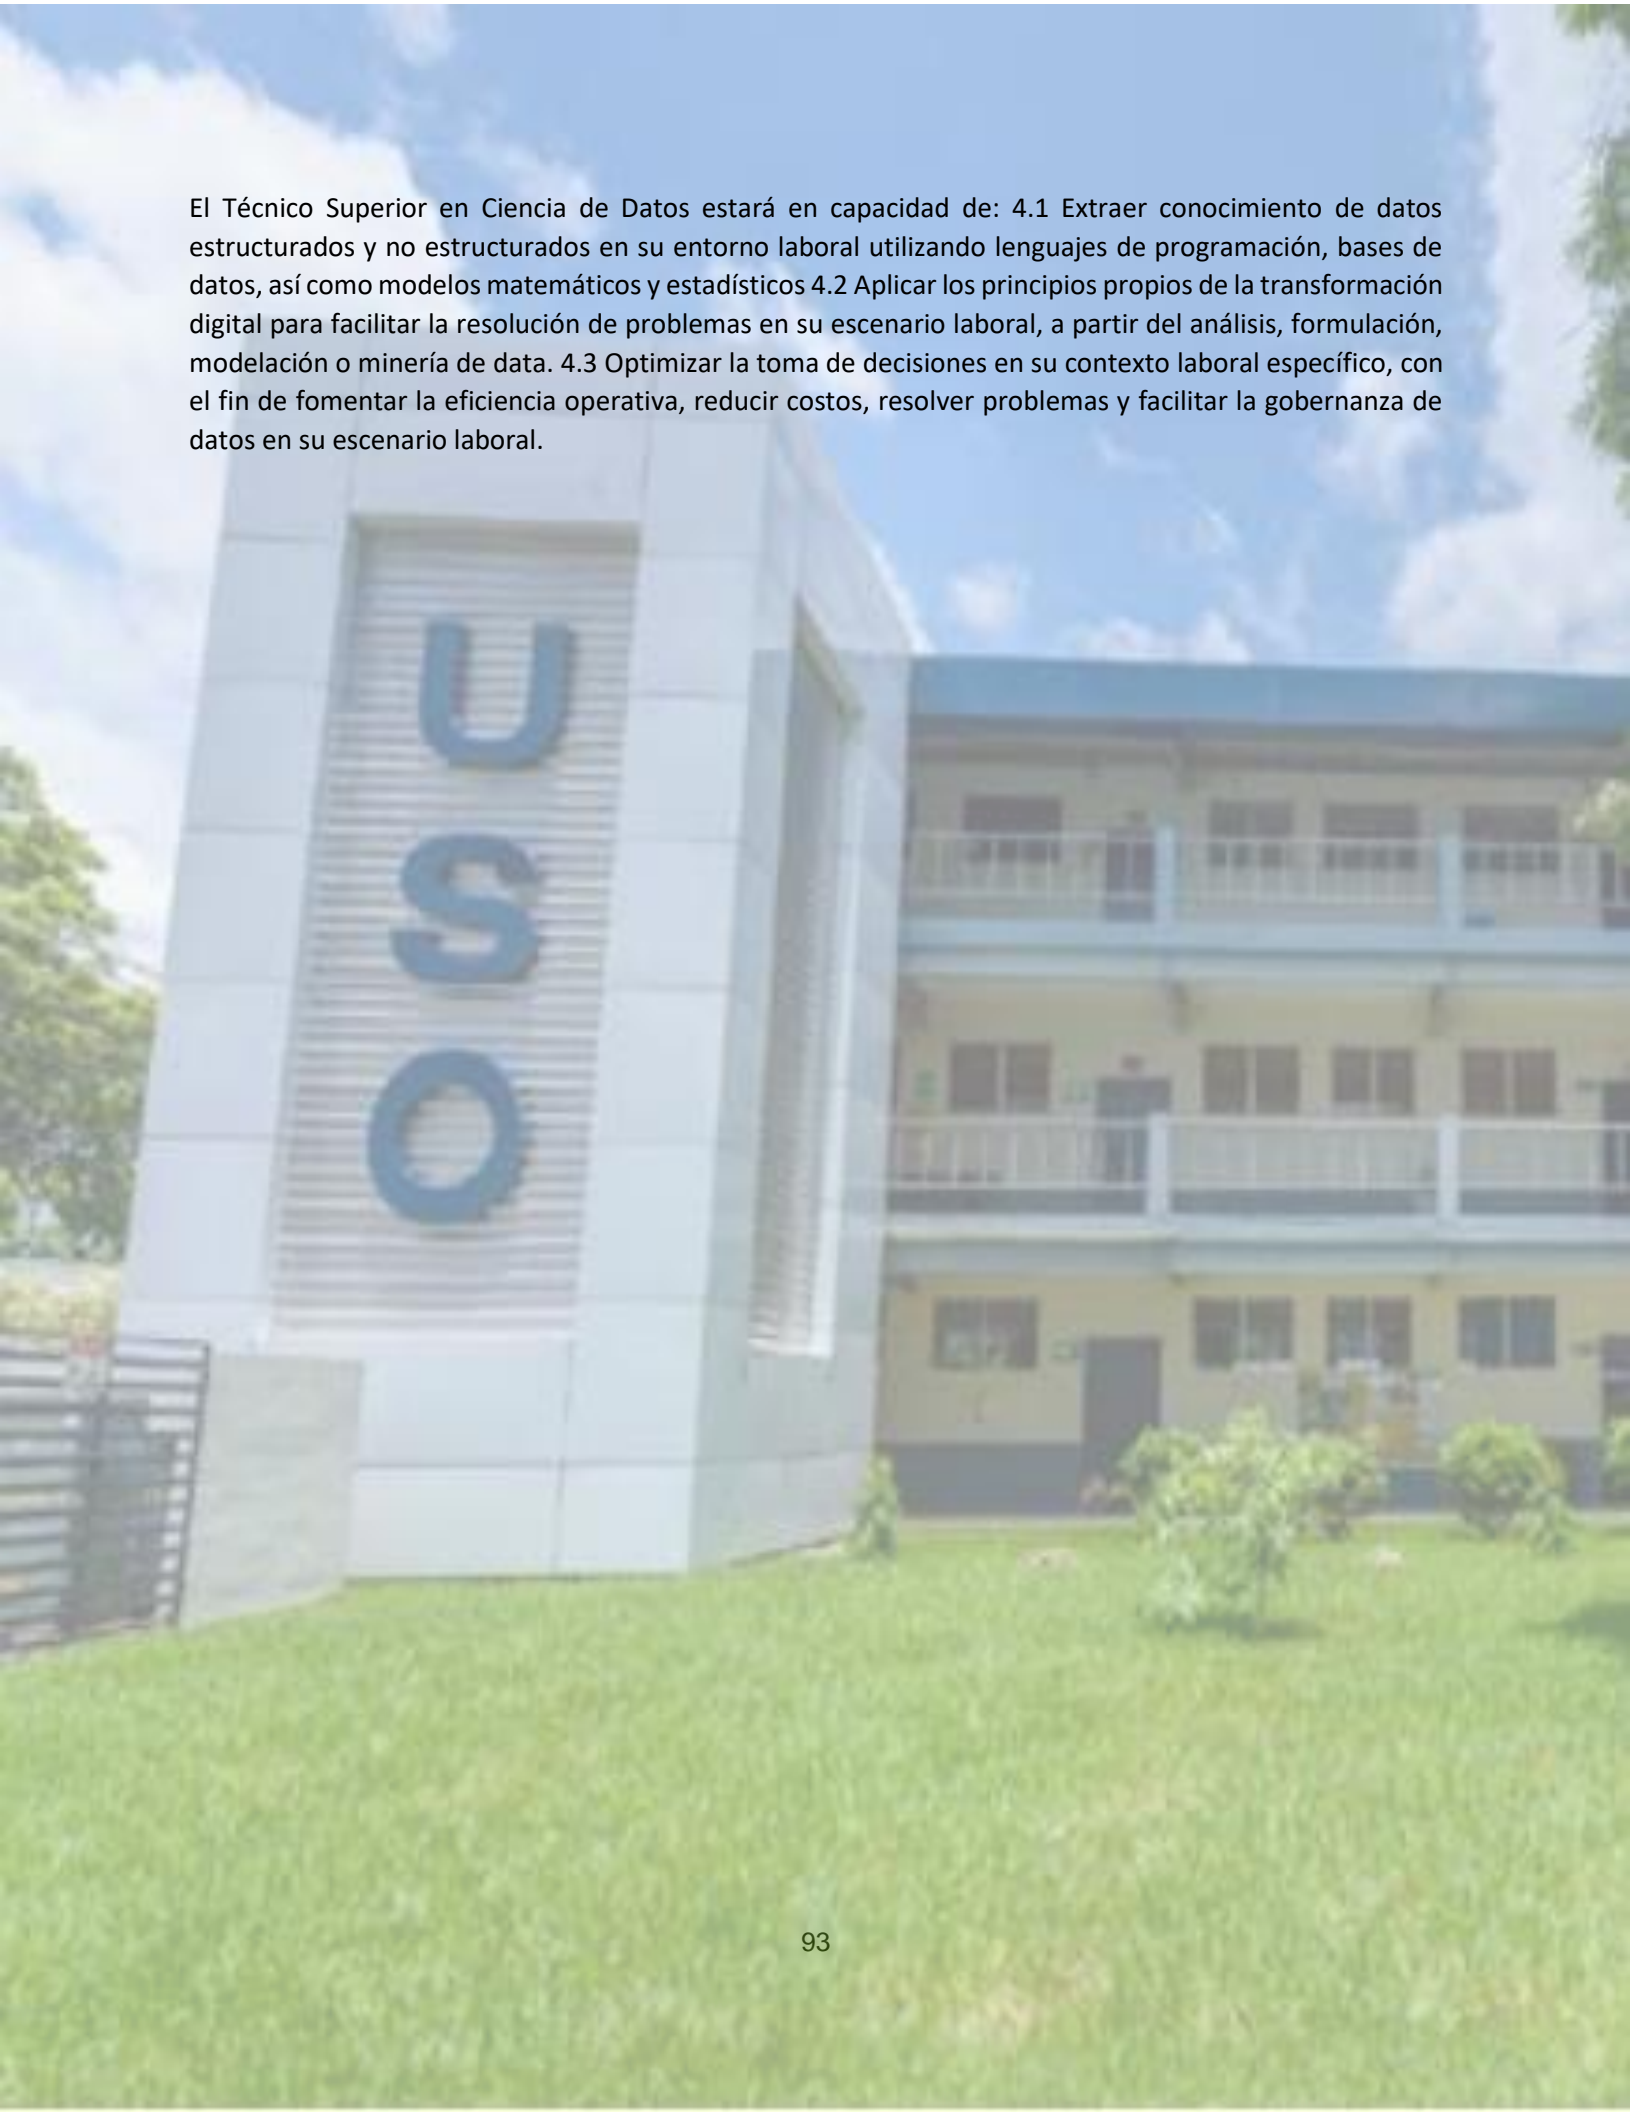 El Técnico Superior en Ciencia de Datos estará en capacidad de: 4.1 Extraer conocimiento de datos
estructurados y no estructurados en su entorno laboral utilizando lenguajes de programación, bases de
datos, así como modelos matemáticos y estadísticos 4.2 Aplicar los principios propios de la transformación
digital para facilitar la resolución de problemas en su escenario laboral, a partir del análisis, formulación,
modelación o minería de data. 4.3 Optimizar la toma de decisiones en su contexto laboral específico, con
el fin de fomentar la eficiencia operativa, reducir costos, resolver problemas y facilitar la gobernanza de
datos en su escenario laboral.
U
S
O
93